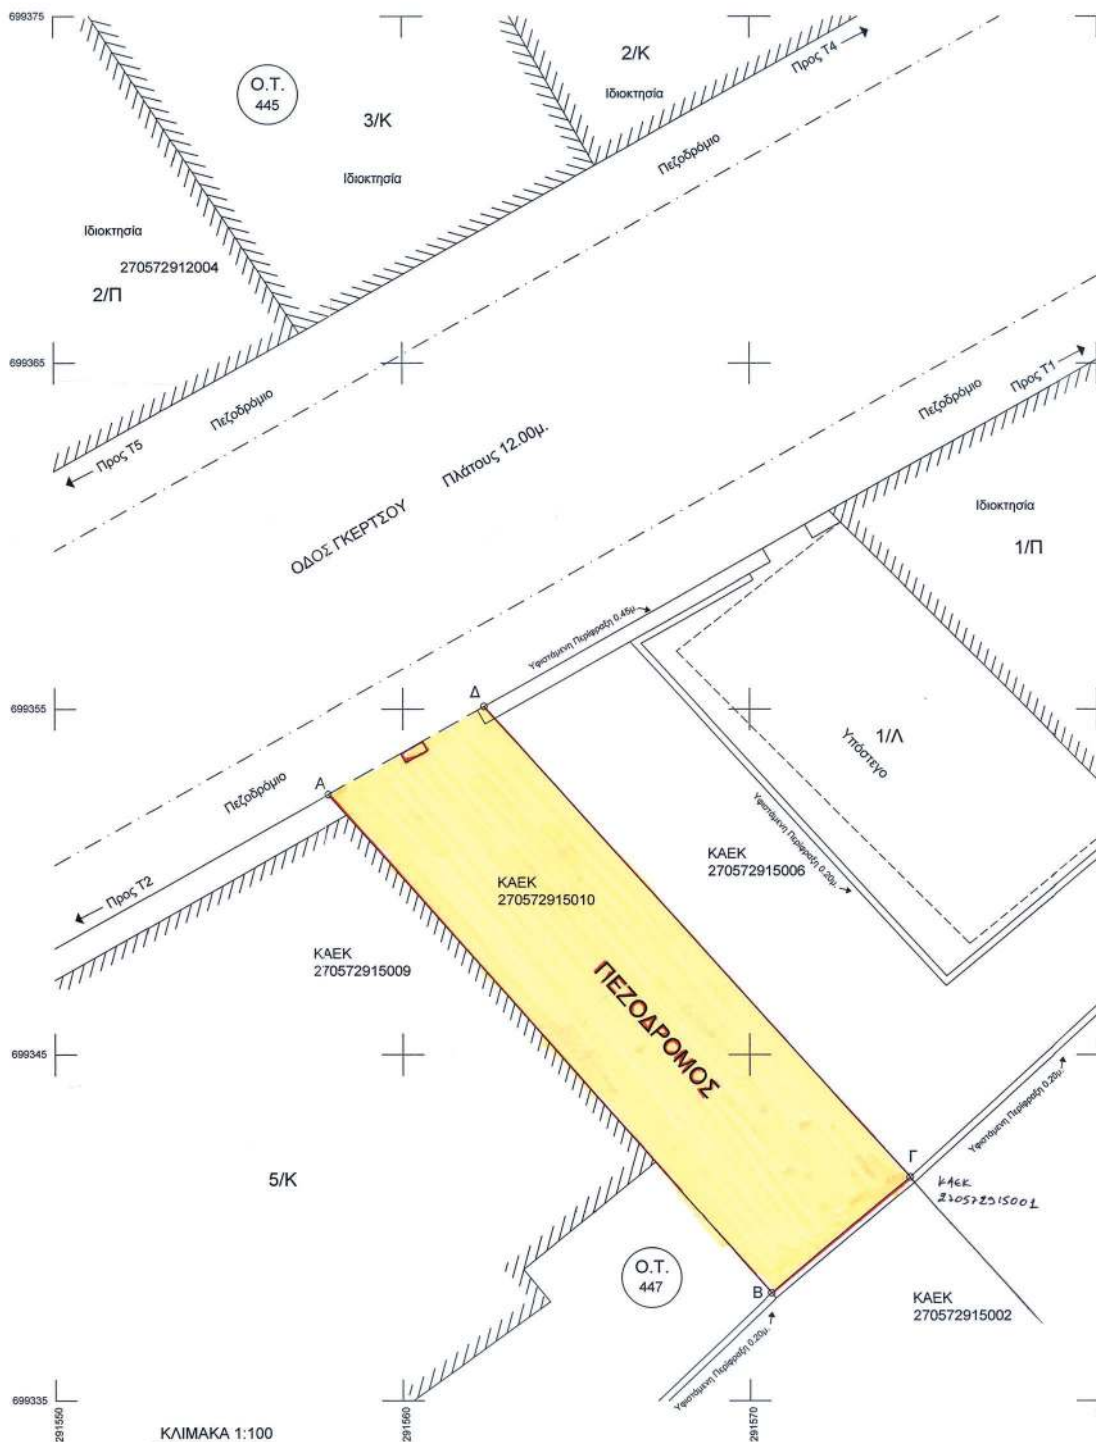 699375
Ο.Τ.
445
3/Κ
Ιδιοκτησία
2/Κ
Ιδιοκτησία
Προς Τ4
Πεζοδρόμιο
Ιδιοκτησία
270572912004
2/Π
699365
Πεζοδρόμιο
Προς Τ5
ΟΔΟΣ ΓΚΕΡΤΣΟΥ
Πλάτους 12.00μ.
Πεζοδρόμιο
Προς Τ1
Ιδιοκτησία
1/Π
Υφιστάμενη Περίφραξη 0.45μ.
699355
Δ
1/Λ
Υπόστεγο
Πεζοδρόμιο
Α
Υφιστάμενη Περίφραξη 0.20μ.
ΚΑΕΚ
270572915006
ΚΑΕΚ
270572915010
Προς Τ2
ΚΑΕΚ
270572915009
ΠΕΖΟΔΡΟΜΟΣ
699345
Υφιστάμενη Περίφραξη 0.20μ.
Γ
ΚΑΕΚ
270572915001
5/Κ
Ο.Τ.
447
Β
ΚΑΕΚ
270572915002
Υφιστάμενη Περίφραξη 0.20μ.
699335
291550
291560
291570
ΚΛΙΜΑΚΑ 1:100